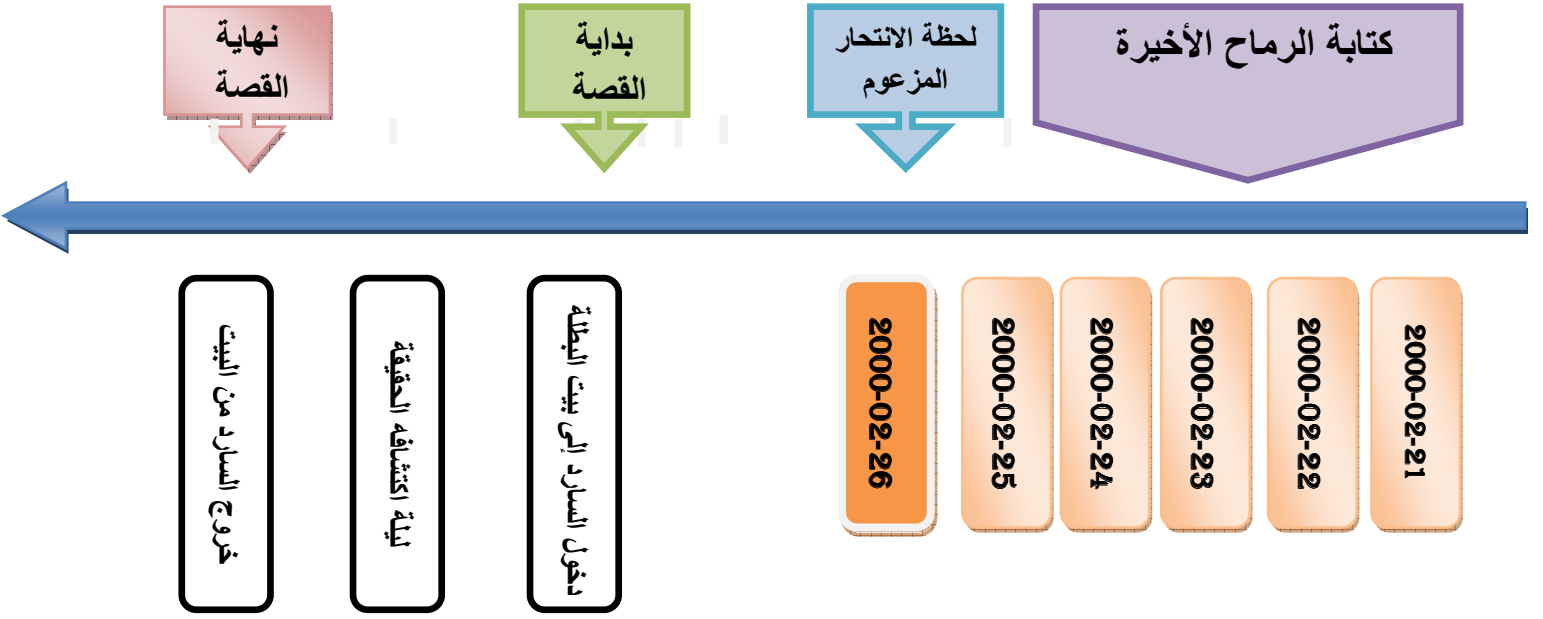 كتابة الرماح الأخيرة
لحظة الانتحار
المزعوم
بداية
القصة
نهاية
القصة
2000-02-21
2000-02-22
2000-02-23
2000-02-24
2000-02-25
2000-02-26
دخول السارد إلى بيت البطلة
ليلة اكتشافه الحقيقة
خروج السارد من البيت